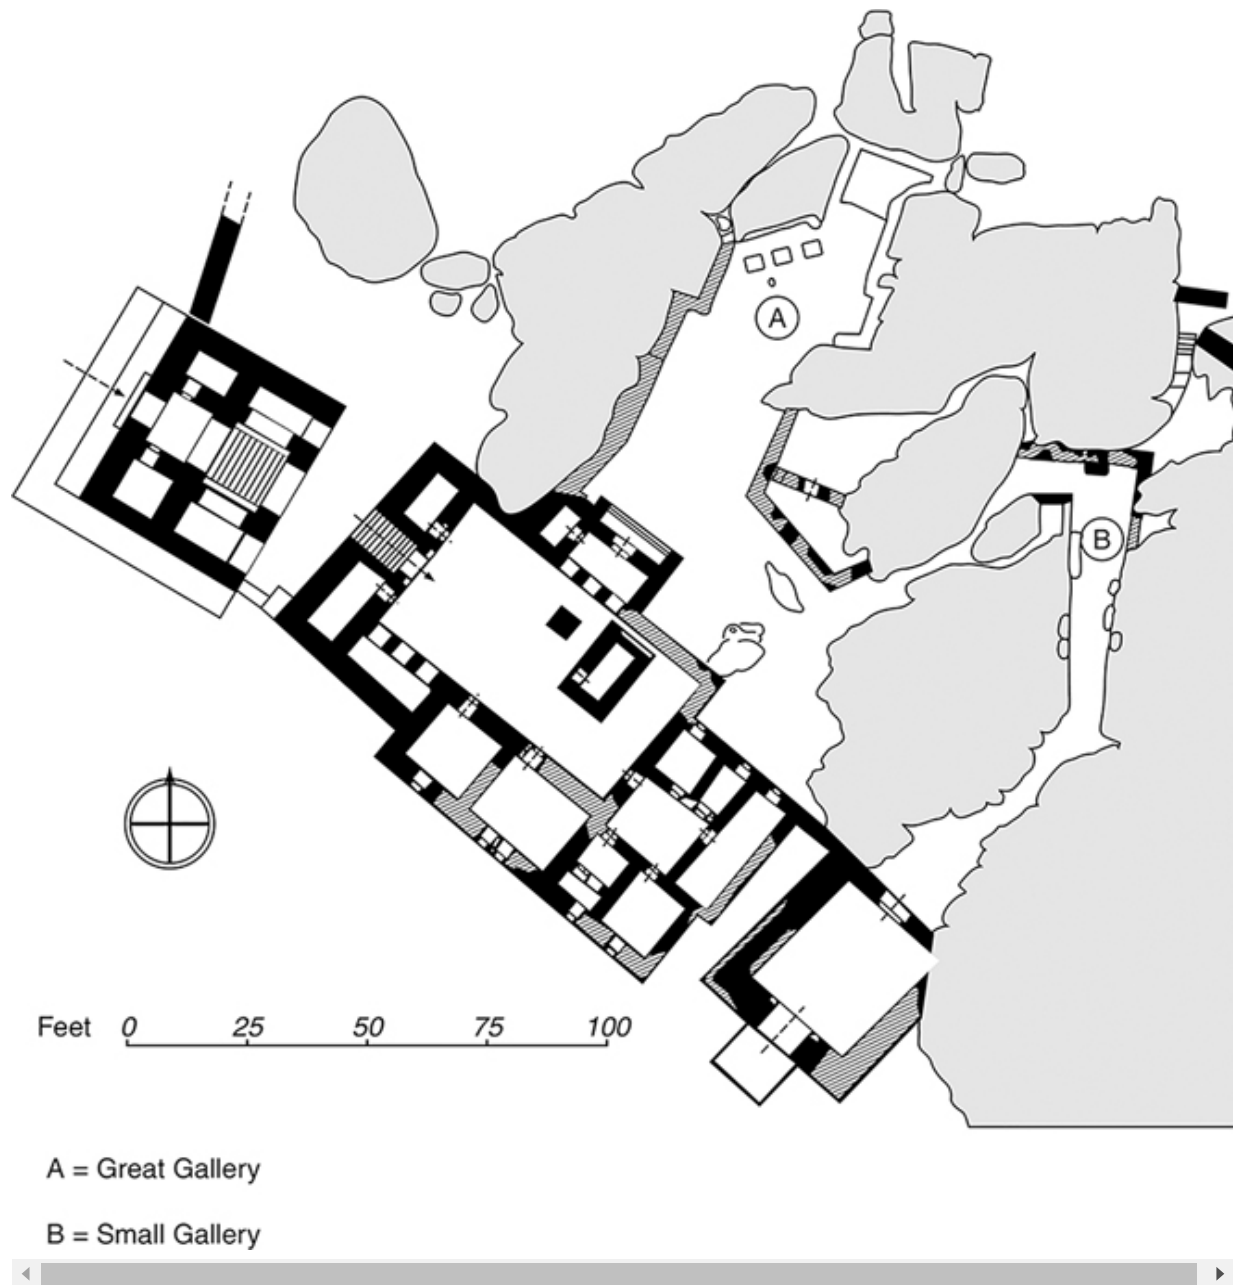 A
B
Feet 0 25 50 75 100
A = Great Gallery
B = Small Gallery